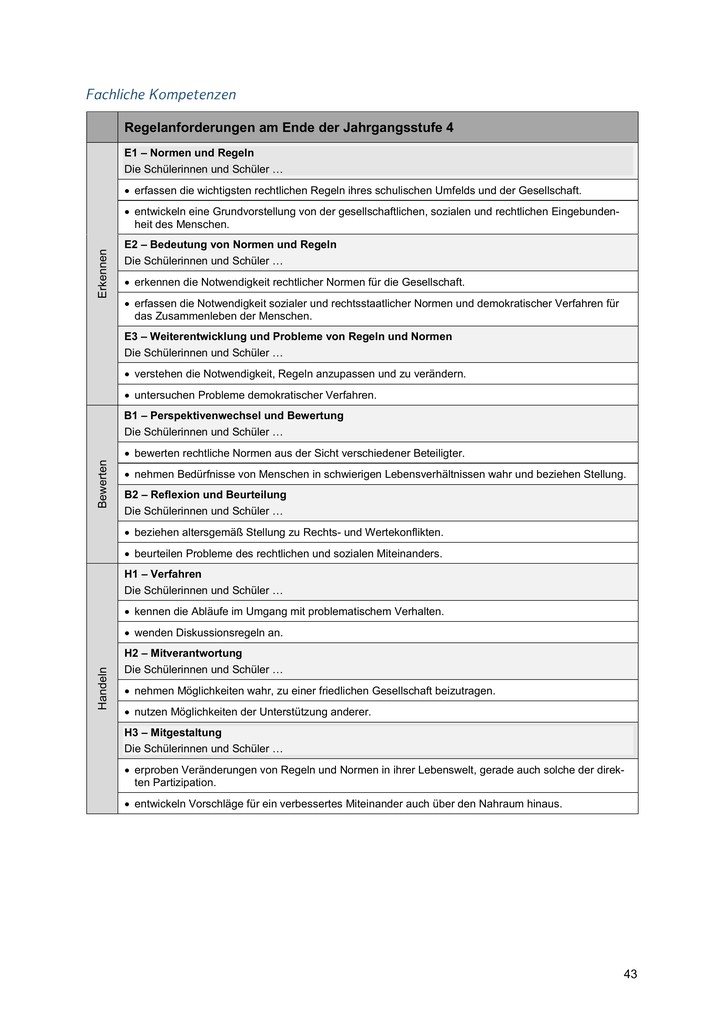 Fachliche Kompetenzen
Regelanforderungen am Ende der Jahrgangsstufe 4
Erkennen
E1 – Normen und Regeln
Die Schülerinnen und Schüler …
• erfassen die wichtigsten rechtlichen Regeln ihres schulischen Umfelds und der Gesellschaft.
• entwickeln eine Grundvorstellung von der gesellschaftlichen, sozialen und rechtlichen Eingebunden-
heit des Menschen.
E2 – Bedeutung von Normen und Regeln
Die Schülerinnen und Schüler …
• erkennen die Notwendigkeit rechtlicher Normen für die Gesellschaft.
• erfassen die Notwendigkeit sozialer und rechtsstaatlicher Normen und demokratischer Verfahren für
das Zusammenleben der Menschen.
E3 – Weiterentwicklung und Probleme von Regeln und Normen
Die Schülerinnen und Schüler …
• verstehen die Notwendigkeit, Regeln anzupassen und zu verändern.
• untersuchen Probleme demokratischer Verfahren.
Bewerten
B1 – Perspektivenwechsel und Bewertung
Die Schülerinnen und Schüler …
• bewerten rechtliche Normen aus der Sicht verschiedener Beteiligter.
• nehmen Bedürfnisse von Menschen in schwierigen Lebensverhältnissen wahr und beziehen Stellung.
B2 – Reflexion und Beurteilung
Die Schülerinnen und Schüler …
• beziehen altersgemäß Stellung zu Rechts- und Wertekonflikten.
• beurteilen Probleme des rechtlichen und sozialen Miteinanders.
Handeln
H1 – Verfahren
Die Schülerinnen und Schüler …
• kennen die Abläufe im Umgang mit problematischem Verhalten.
• wenden Diskussionsregeln an.
H2 – Mitverantwortung
Die Schülerinnen und Schüler …
• nehmen Möglichkeiten wahr, zu einer friedlichen Gesellschaft beizutragen.
• nutzen Möglichkeiten der Unterstützung anderer.
H3 – Mitgestaltung
Die Schülerinnen und Schüler …
• erproben Veränderungen von Regeln und Normen in ihrer Lebenswelt, gerade auch solche der direk-
ten Partizipation.
• entwickeln Vorschläge für ein verbessertes Miteinander auch über den Nahraum hinaus.
43